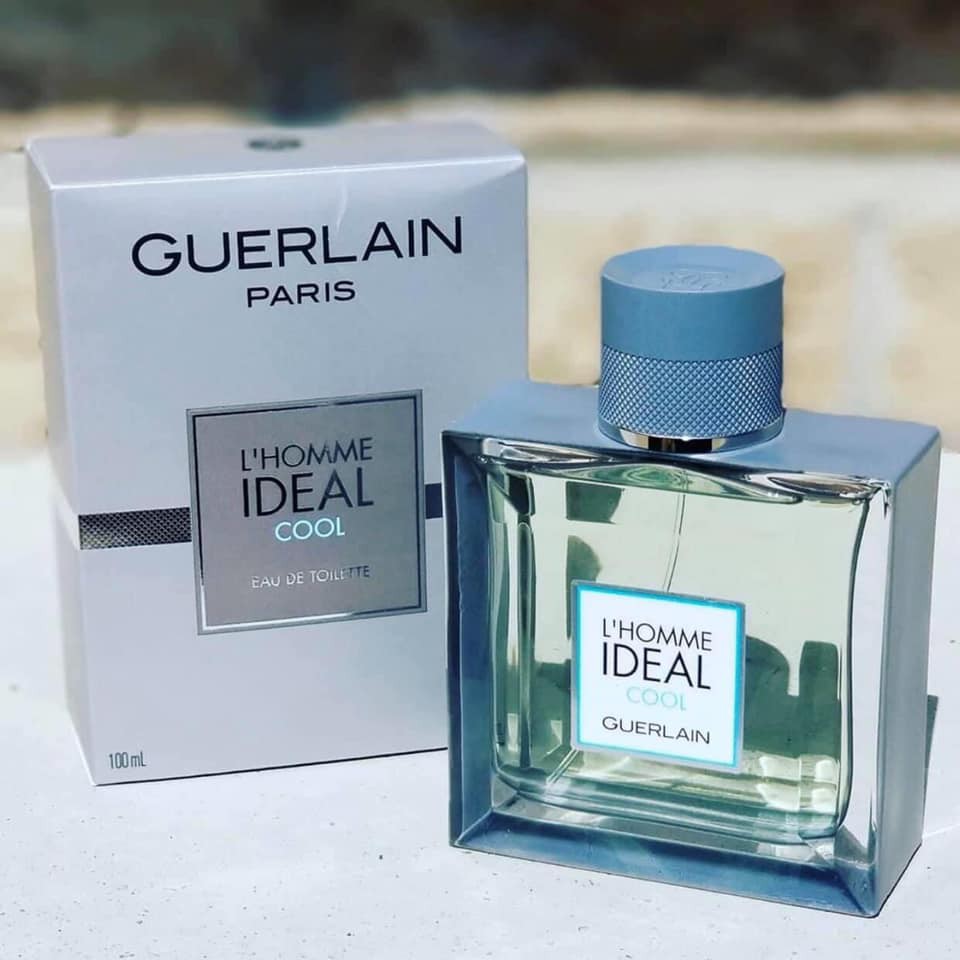 GUERLAIN
PARIS
L'HOMME
IDEAL
COOL
EAU DE TOILETTE
100mL
L'HOMME
IDEAL
COOL
GUERLAIN